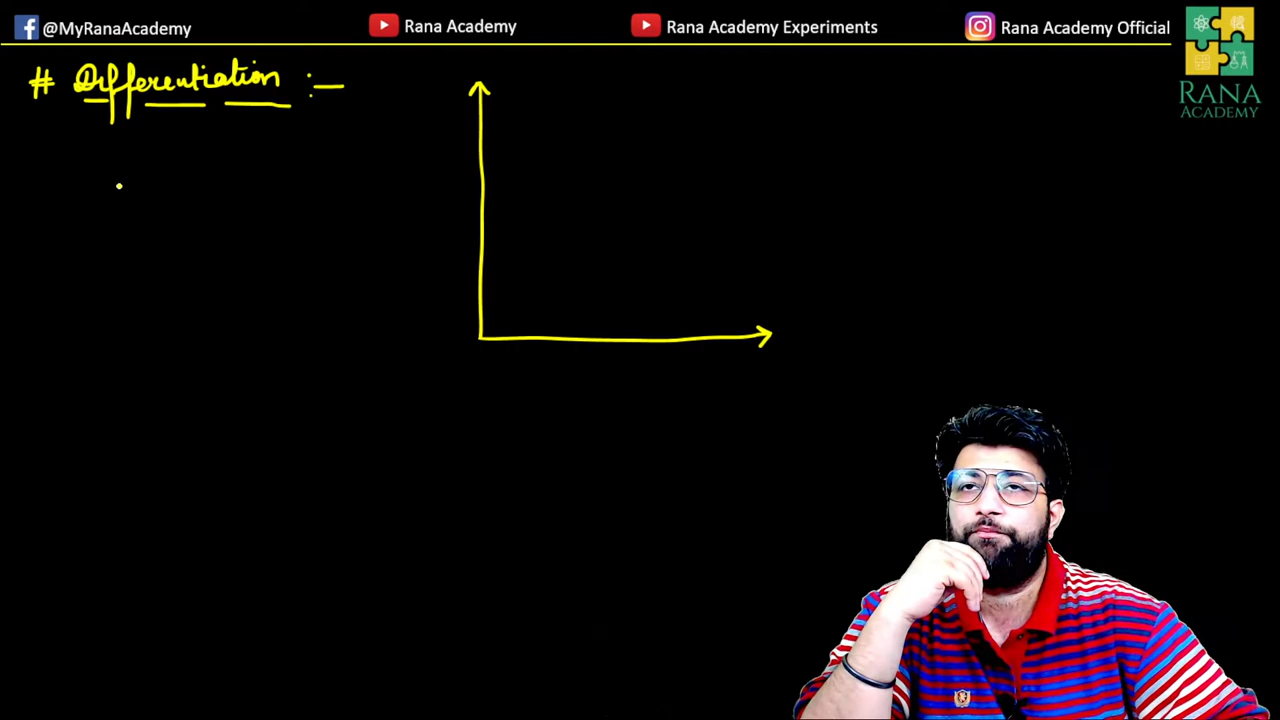 @MyRanaAcademy
Rana Academy
Rana Academy Experiments
Rana Academy Official
RANA
ACADEMY
# Differentiation :-